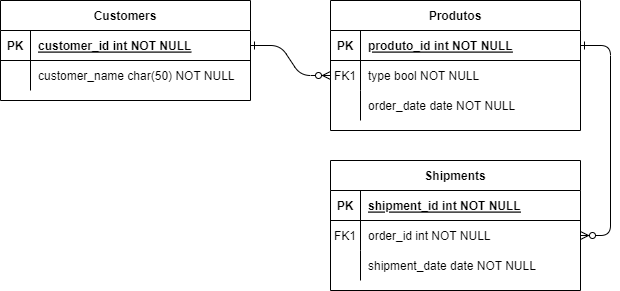 Customers
PK customer_id int NOT NULL
customer_name char(50) NOT NULL
Produtos
PK produto_id int NOT NULL
FK1 type bool NOT NULL
order_date date NOT NULL
Shipments
PK shipment_id int NOT NULL
FK1 order_id int NOT NULL
shipment_date date NOT NULL